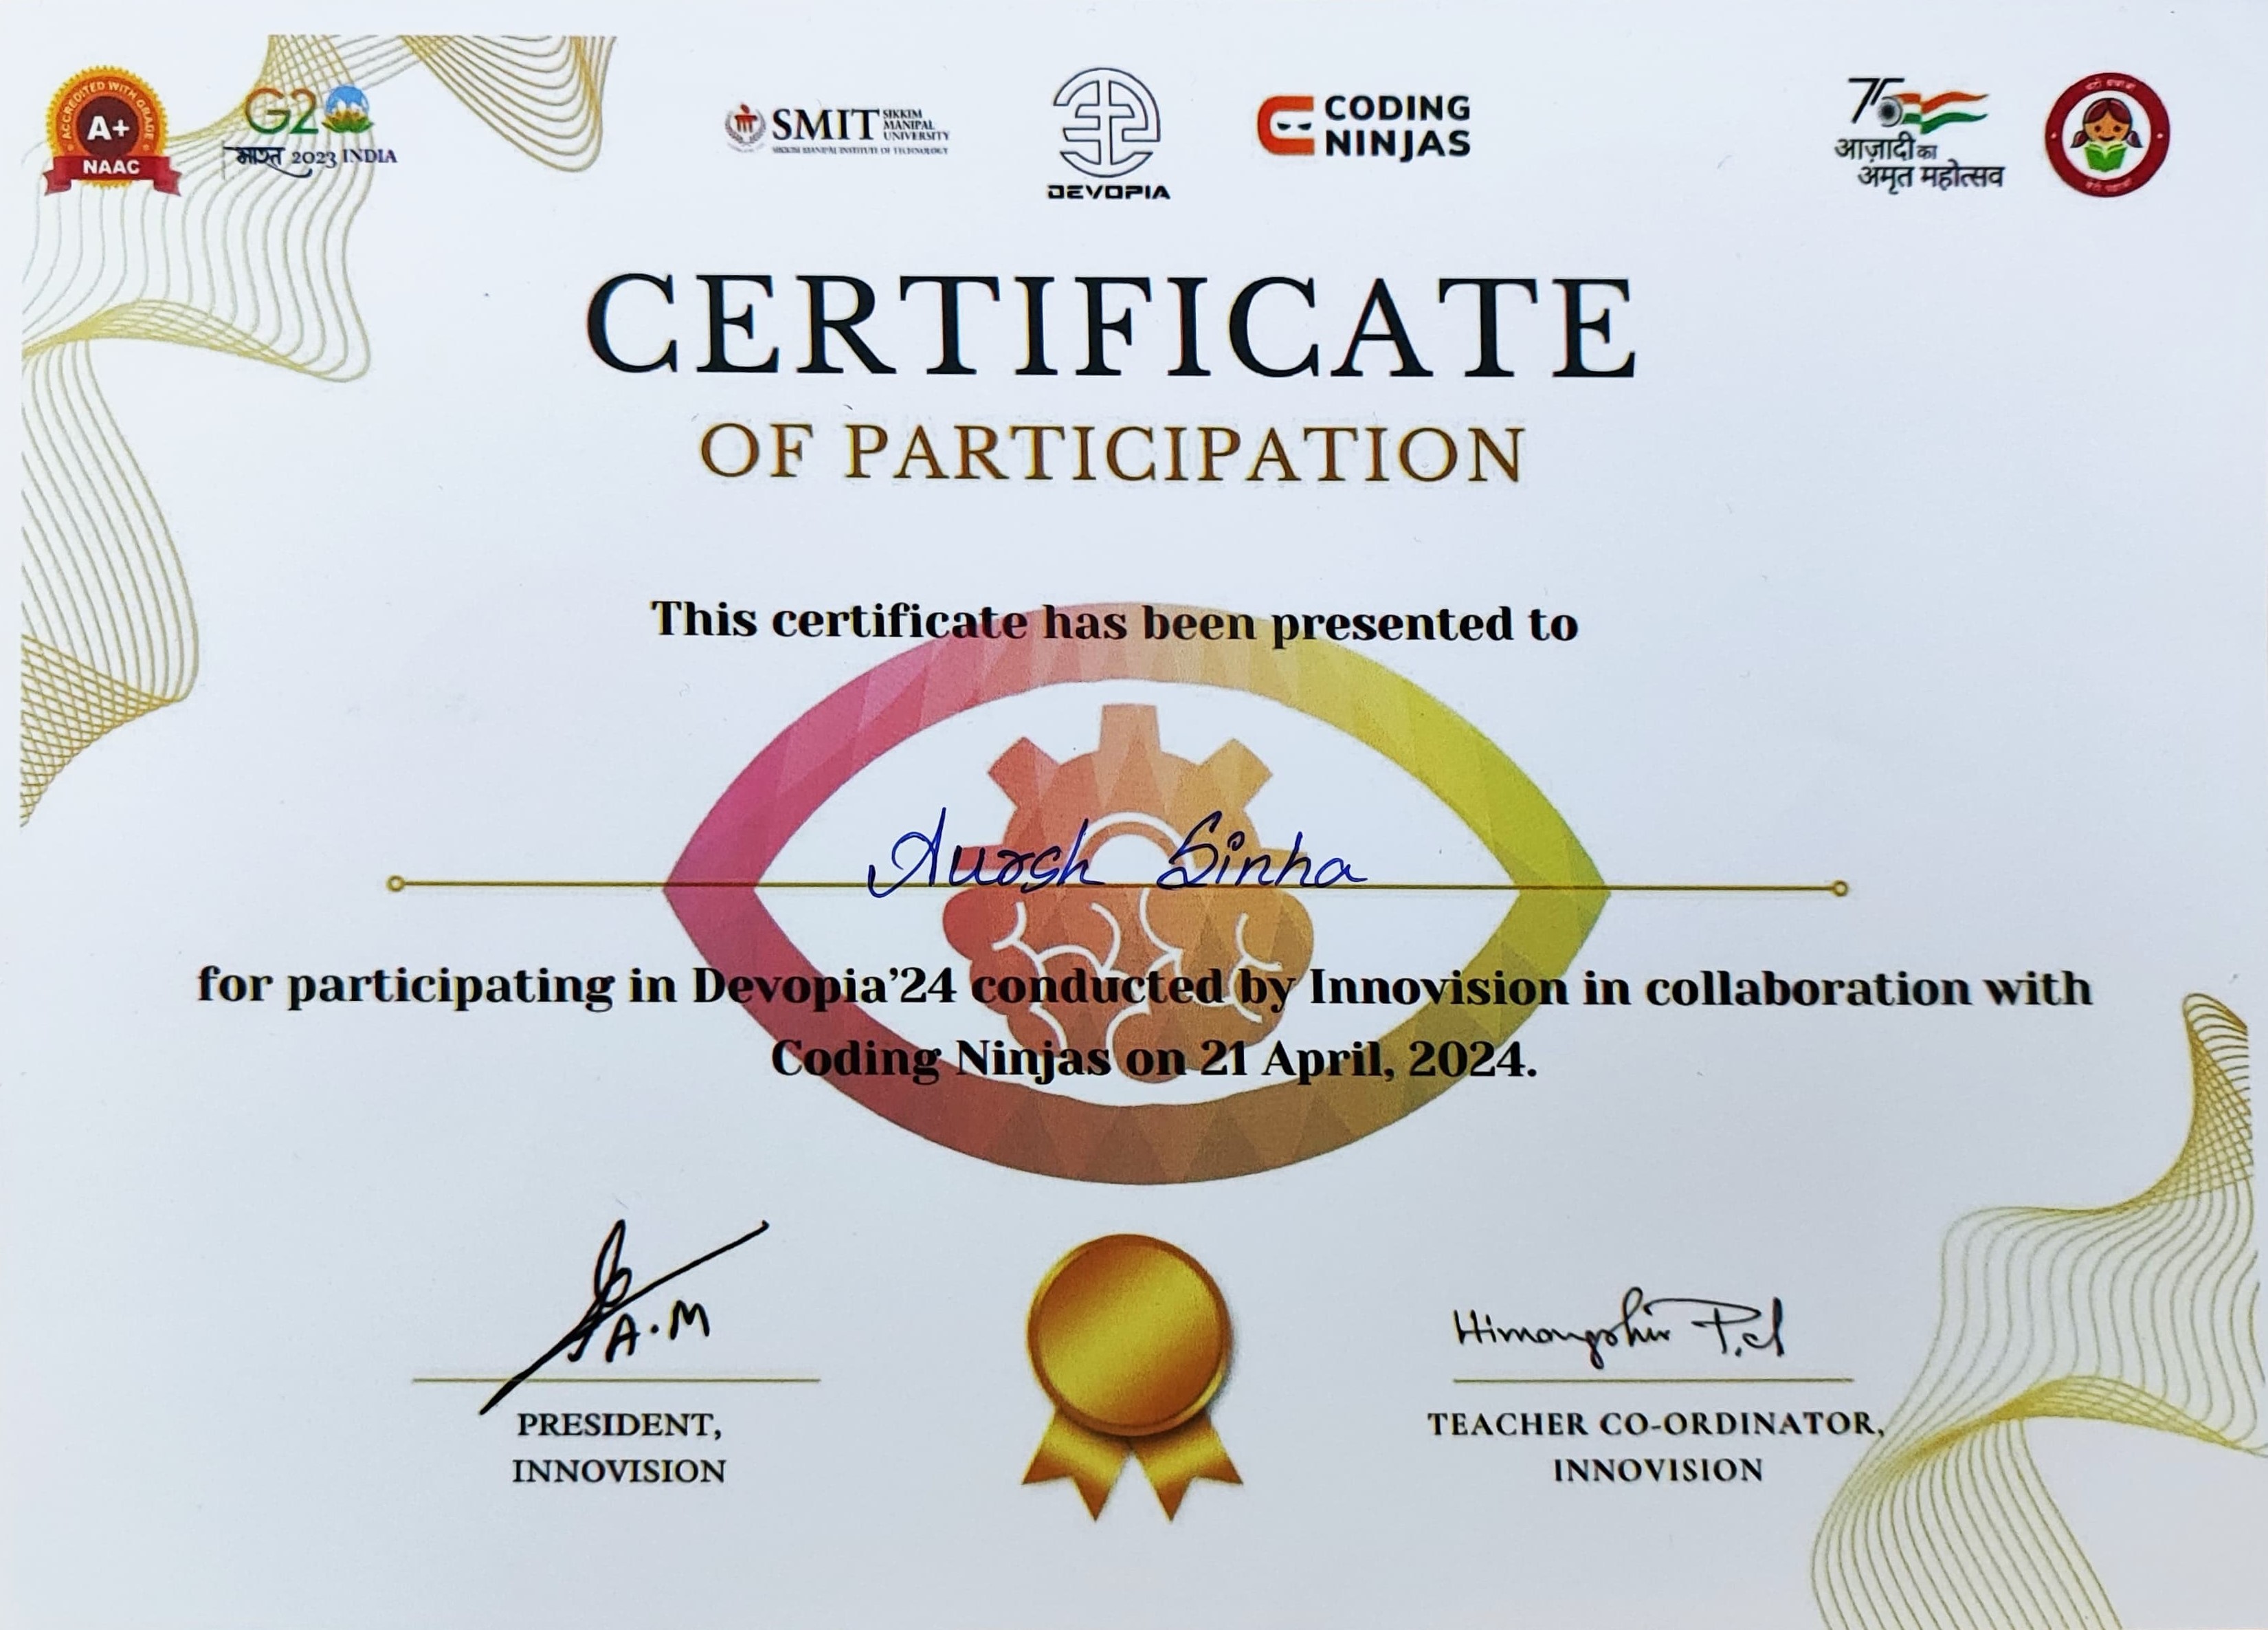 ACCREDITED WITH GRADE
A+
NAAC
G20
भारत 2023 INDIA
SMIT SIKKIM
MANIPAL
UNIVERSITY
SIKKIM MANIPAL INSTITUTE OF TECHNOLOGY
DEVOPIA
CODING
NINJAS
75
आज़ादी का
अमृत महोत्सव
CERTIFICATE
OF PARTICIPATION
This certificate has been presented to
Sinha
for participating in Devopia’24 conducted by Innovision in collaboration with
Coding Ninjas on 21 April, 2024.
A.M
PRESIDENT,
INNOVISION
TEACHER CO-ORDINATOR,
INNOVISION